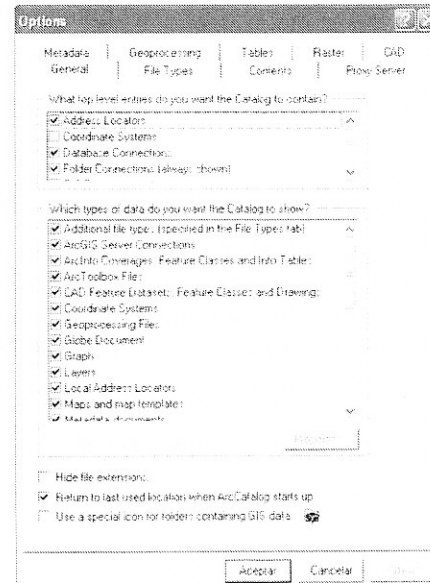 Options
Metadata Geoprocessing Tables Raster CAD
General File Types Contents Proxy Server
What top level entries do you want the Catalog to contain?
Address Locators
Coordinate Systems
Database Connections
Folder Connections (always shown)
Which types of data do you want the Catalog to show?
Additional file types (specified in the File Types tab)
ArcGIS Server Connections
ArcInfo Coverages, Feature Classes and Info Tables
ArcToolbox Files
CAD Feature Datasets, Feature Classes and Drawings
Coordinate Systems
Geoprocessing Files
Globe Document
Graph
Layers
Local Address Locators
Maps and map templates
Metadata documents
Hide file extensions.
Return to last used location when ArcCatalog starts up
Use a special icon for folders containing GIS data
Aceptar Cancelar